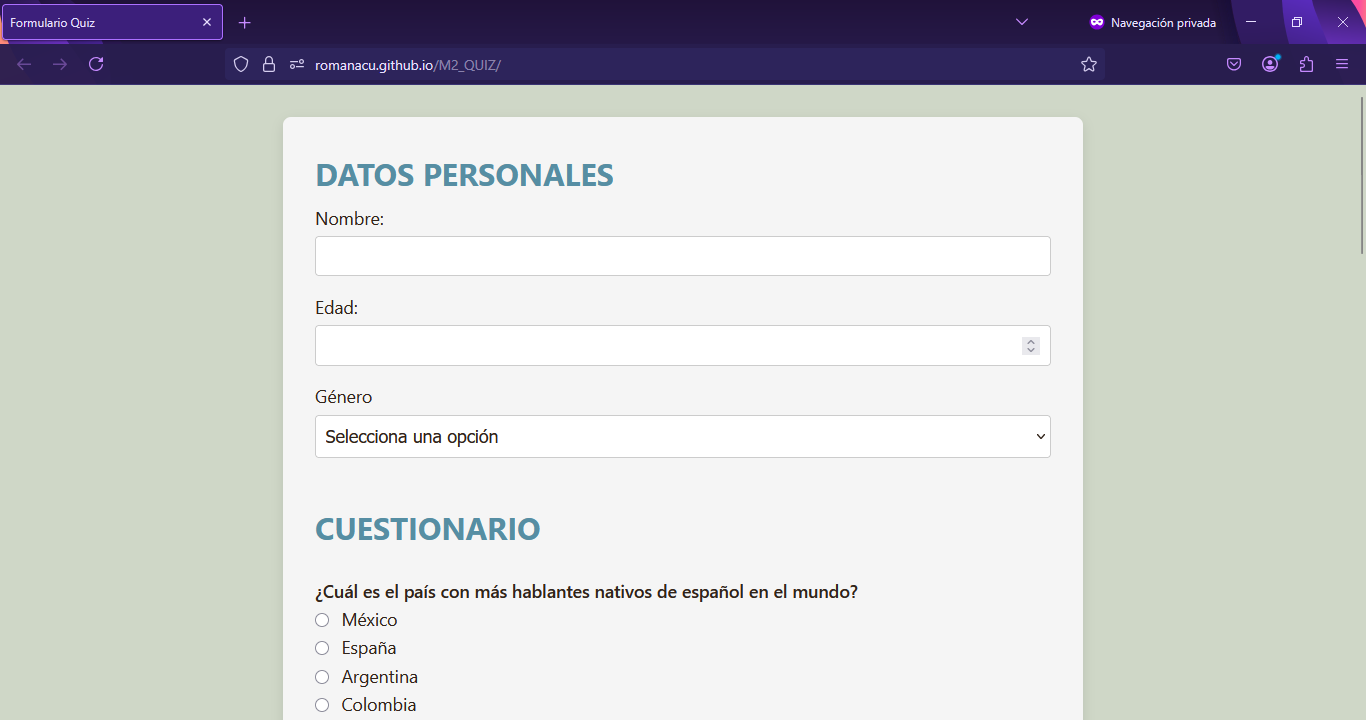 Formulario Quiz
Navegación privada
romanacu.github.io/M2_QUIZ/
DATOS PERSONALES
Nombre:
Edad:
Género
Selecciona una opción
CUESTIONARIO
¿Cuál es el país con más hablantes nativos de español en el mundo?
México
España
Argentina
Colombia